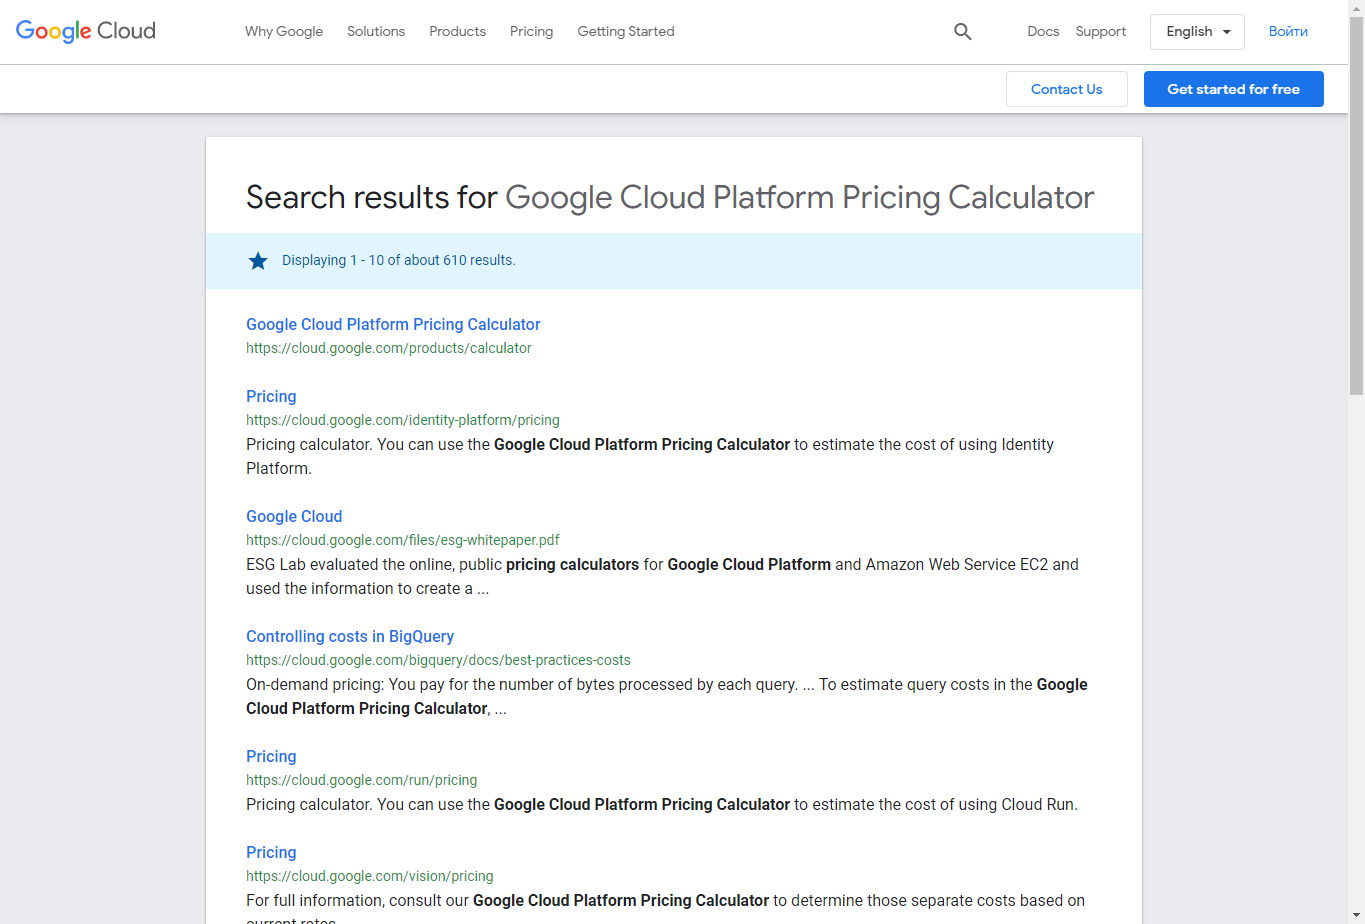 Google Cloud Why Google Solutions Products Pricing Getting Started Docs Support English Войти
Contact Us Get started for free
Search results for Google Cloud Platform Pricing Calculator
Displaying 1 - 10 of about 610 results.
Google Cloud Platform Pricing Calculator
https://cloud.google.com/products/calculator
Pricing
https://cloud.google.com/identity-platform/pricing
Pricing calculator. You can use the Google Cloud Platform Pricing Calculator to estimate the cost of using Identity
Platform.
Google Cloud
https://cloud.google.com/files/esg-whitepaper.pdf
ESG Lab evaluated the online, public pricing calculators for Google Cloud Platform and Amazon Web Service EC2 and
used the information to create a ...
Controlling costs in BigQuery
https://cloud.google.com/bigquery/docs/best-practices-costs
On-demand pricing: You pay for the number of bytes processed by each query. ... To estimate query costs in the Google
Cloud Platform Pricing Calculator, ...
Pricing
https://cloud.google.com/run/pricing
Pricing calculator. You can use the Google Cloud Platform Pricing Calculator to estimate the cost of using Cloud Run.
Pricing
https://cloud.google.com/vision/pricing
For full information, consult our Google Cloud Platform Pricing Calculator to determine those separate costs based on
current rates.